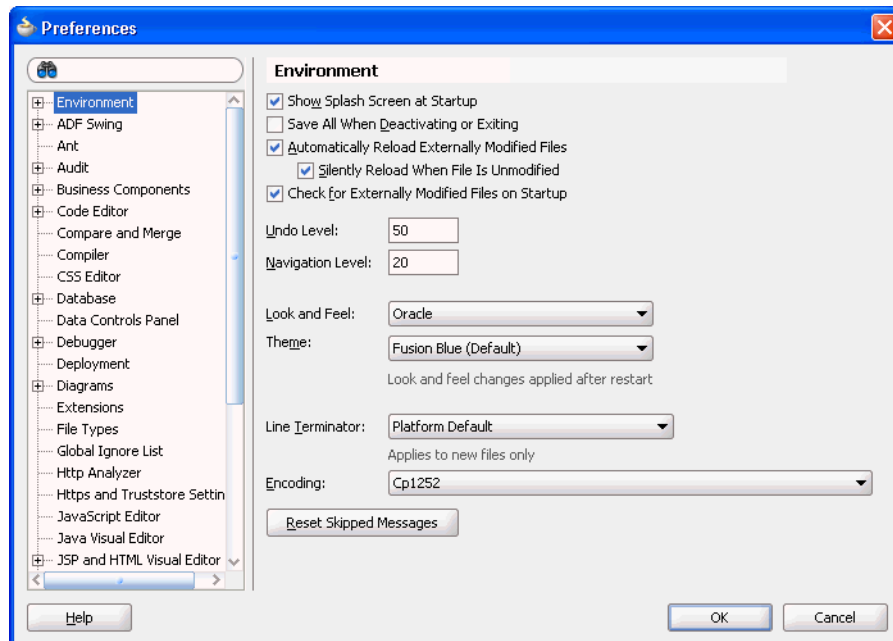 Preferences
Environment
ADF Swing
Ant
Audit
Business Components
Code Editor
Compare and Merge
Compiler
CSS Editor
Database
Data Controls Panel
Debugger
Deployment
Diagrams
Extensions
File Types
Global Ignore List
Http Analyzer
Https and Truststore Settin
JavaScript Editor
Java Visual Editor
JSP and HTML Visual Editor
Environment
Show Splash Screen at Startup
Save All When Deactivating or Exiting
Automatically Reload Externally Modified Files
Silently Reload When File Is Unmodified
Check for Externally Modified Files on Startup
Undo Level: 50
Navigation Level: 20
Look and Feel: Oracle
Theme: Fusion Blue (Default)
Look and feel changes applied after restart
Line Terminator: Platform Default
Applies to new files only
Encoding: Cp1252
Reset Skipped Messages
Help OK Cancel